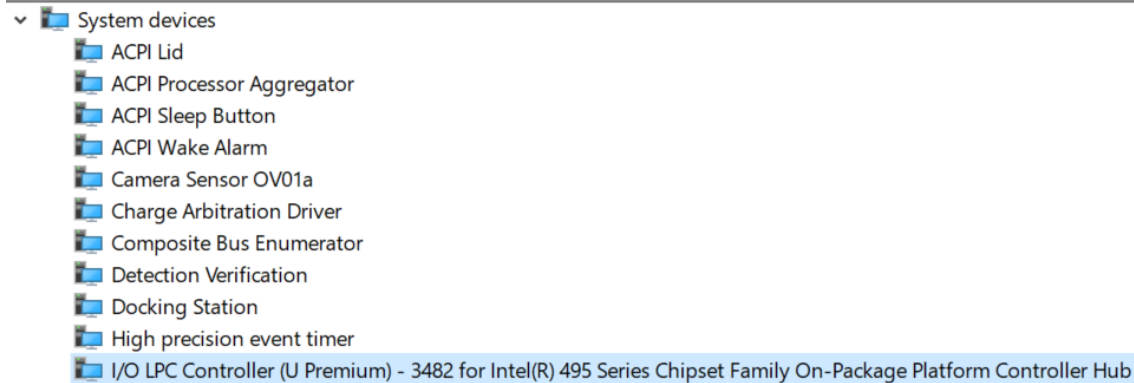 System devices
ACPI Lid
ACPI Processor Aggregator
ACPI Sleep Button
ACPI Wake Alarm
Camera Sensor OV01a
Charge Arbitration Driver
Composite Bus Enumerator
Detection Verification
Docking Station
High precision event timer
I/O LPC Controller (U Premium) - 3482 for Intel(R) 495 Series Chipset Family On-Package Platform Controller Hub